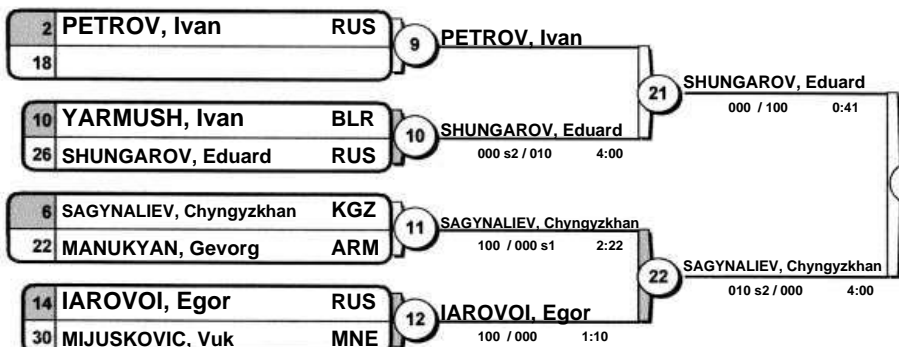 2 PETROV, Ivan RUS
18
9
PETROV, Ivan
10 YARMUSH, Ivan BLR
26 SHUNGAROV, Eduard RUS
10
SHUNGAROV, Eduard
000 s2 / 010 4:00
21
SHUNGAROV, Eduard
000 / 100 0:41
6 SAGYNALIEV, Chyngyzkhan KGZ
22 MANUKYAN, Gevorg ARM
11
SAGYNALIEV, Chyngyzkhan
100 / 000 s1 2:22
14 IAROVOI, Egor RUS
30 MIJUSKOVIC, Vuk MNE
12
IAROVOI, Egor
100 / 000 1:10
22
SAGYNALIEV, Chyngyzkhan
010 s2 / 000 4:00